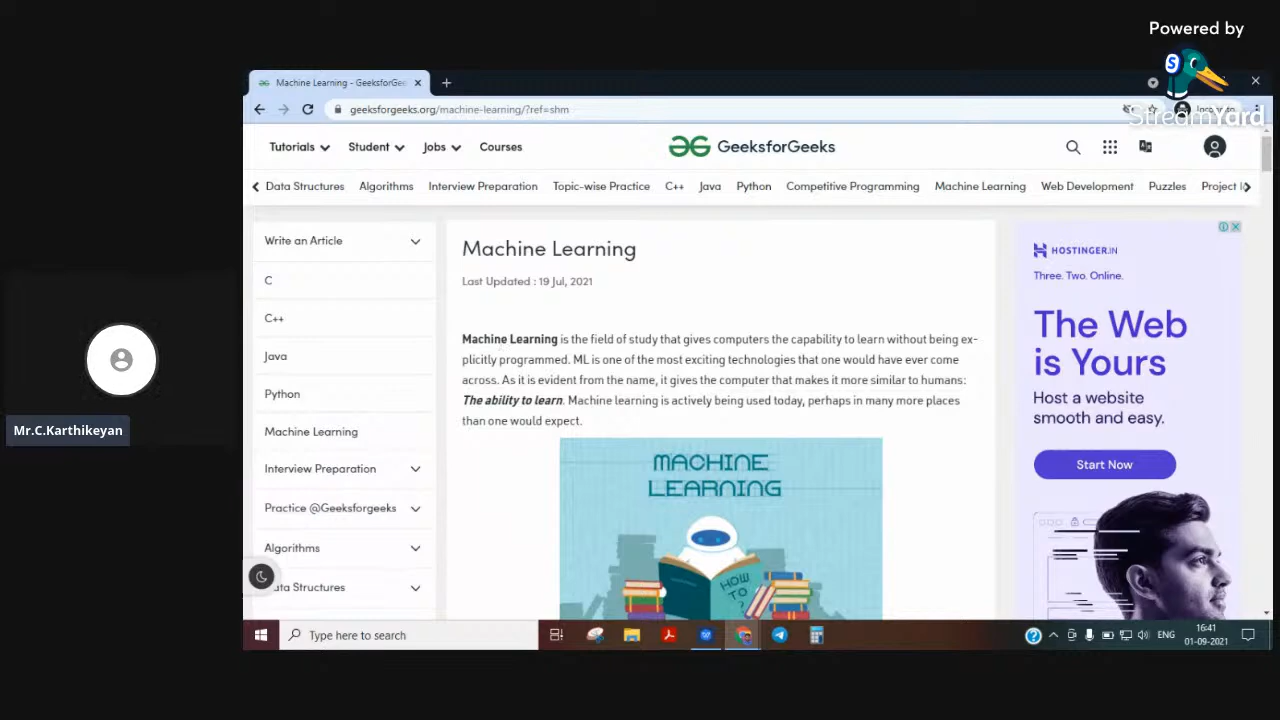 Powered by
StreamYard
Machine Learning - GeeksforGee
geeksforgeeks.org/machine-learning/?ref=shm
Tutorials
Student
Jobs
Courses
GeeksforGeeks
Data Structures
Algorithms
Interview Preparation
Topic-wise Practice
C++
Java
Python
Competitive Programming
Machine Learning
Web Development
Puzzles
Project I
Write an Article
C
C++
Java
Python
Machine Learning
Interview Preparation
Practice @Geeksforgeeks
Algorithms
ata Structures
Machine Learning
Last Updated : 19 Jul, 2021
Machine Learning is the field of study that gives computers the capability to learn without being ex-
plicitly programmed. ML is one of the most exciting technologies that one would have ever come
across. As it is evident from the name, it gives the computer that makes it more similar to humans:
The ability to learn. Machine learning is actively being used today, perhaps in many more places
than one would expect.
MACHINE
LEARNING
HOW
TO
?
HOSTINGER.IN
Three. Two. Online.
The Web
is Yours
Host a website
smooth and easy.
Start Now
Mr.C.Karthikeyan
Type here to search
ENG
16:41
01-09-2021